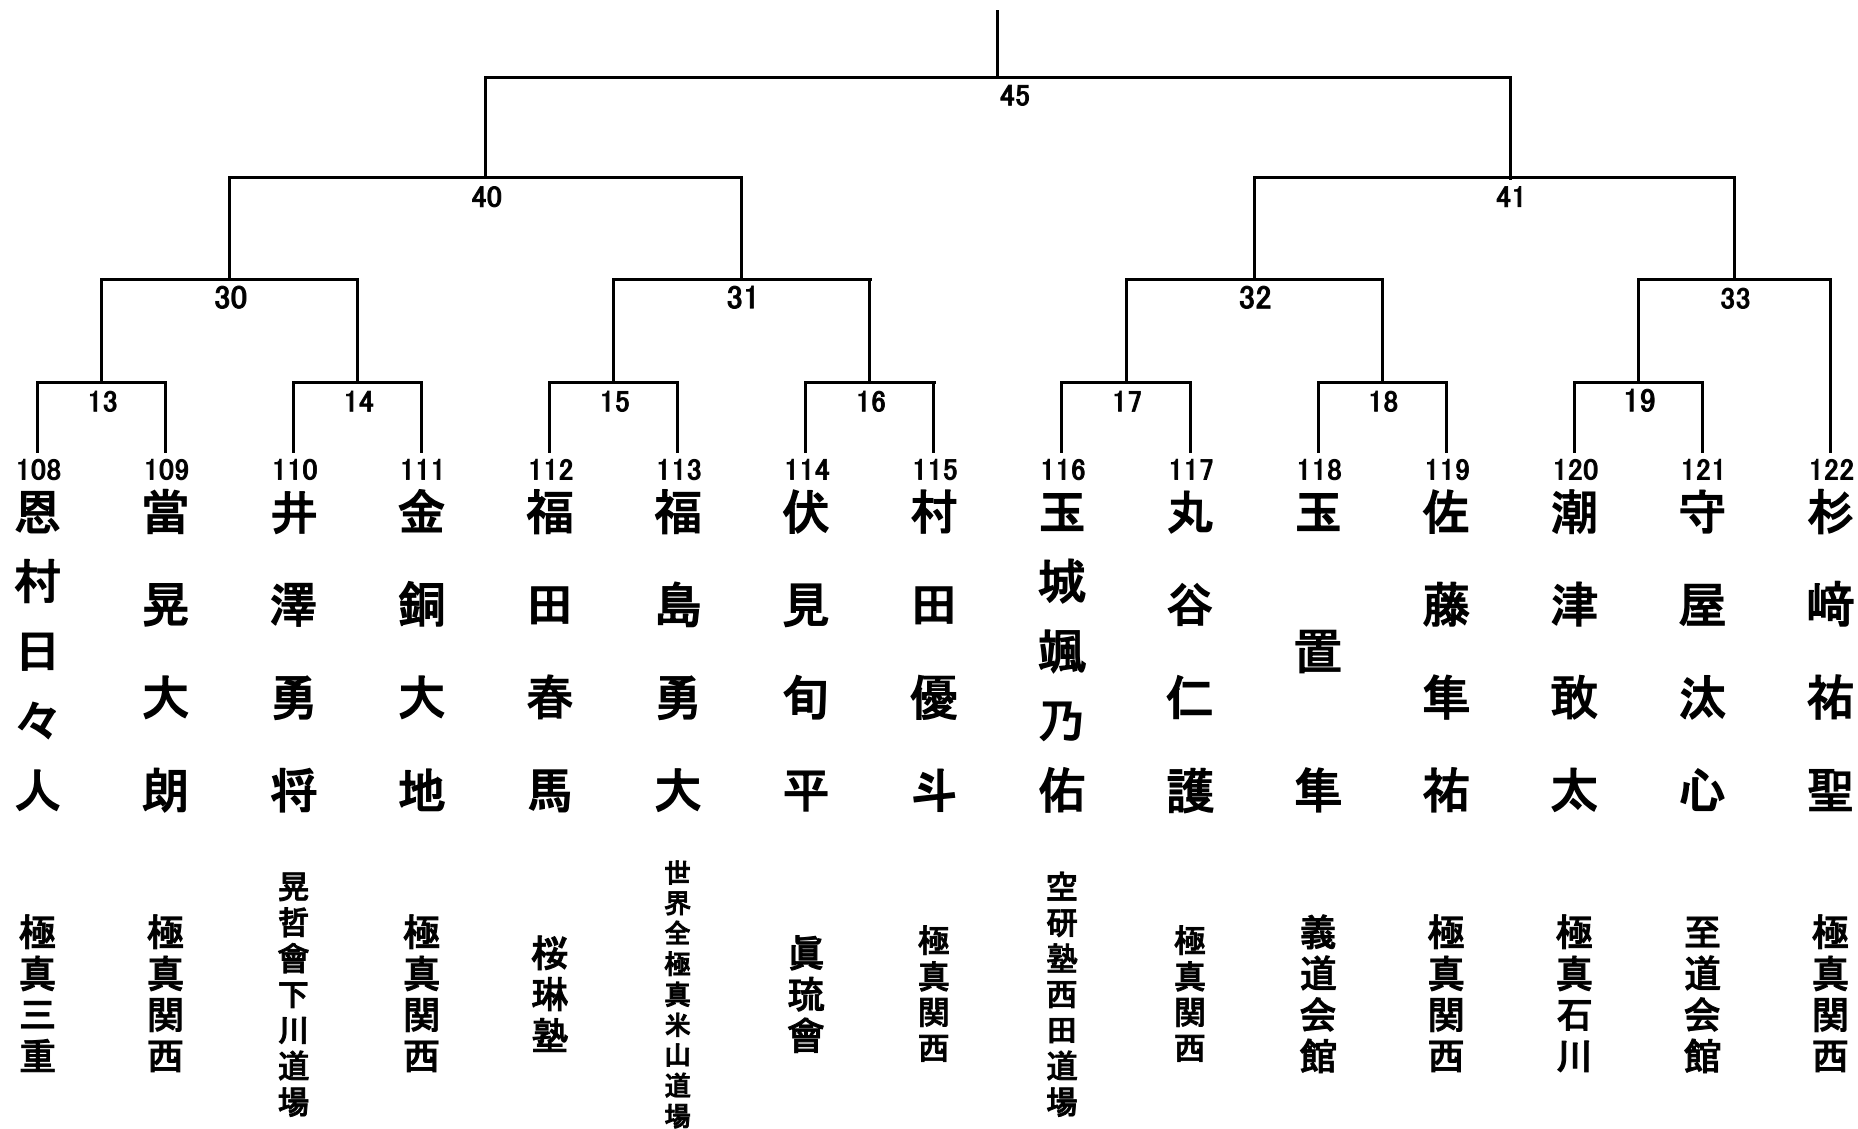 45
40
41
30
31
32
33
13
14
15
16
17
18
19
108
109
110
111
112
113
114
115
116
117
118
119
120
121
122
恩村日々人
當晃大朗
井澤勇将
金銅大地
福田春馬
福島勇大
伏見旬平
村田優斗
玉城颯乃佑
丸谷仁護
玉置隼
佐藤隼祐
潮津敢太
守屋汰心
杉﨑祐聖
極真三重
極真関西
晃哲會下川道場
極真関西
桜琳塾
世界全極真米山道場
眞琉會
極真関西
空研塾西田道場
極真関西
義道会館
極真関西
極真石川
至道会館
極真関西